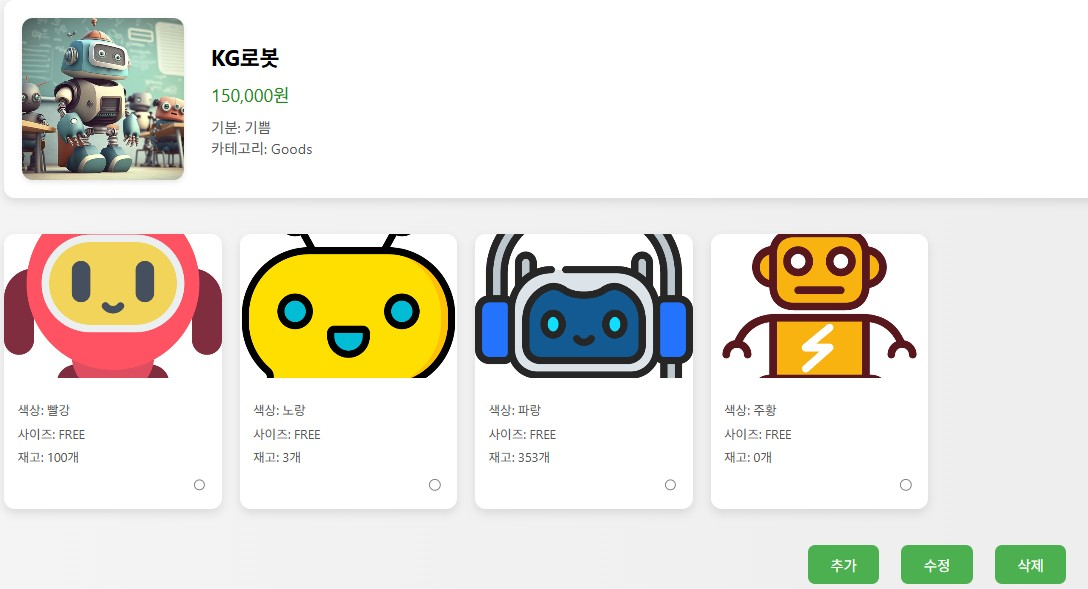 KG로봇
150,000원
기분: 기쁨
카테고리: Goods
색상: 빨강
사이즈: FREE
재고: 100개
색상: 노랑
사이즈: FREE
재고: 3개
색상: 파랑
사이즈: FREE
재고: 353개
색상: 주황
사이즈: FREE
재고: 0개
추가
수정
삭제